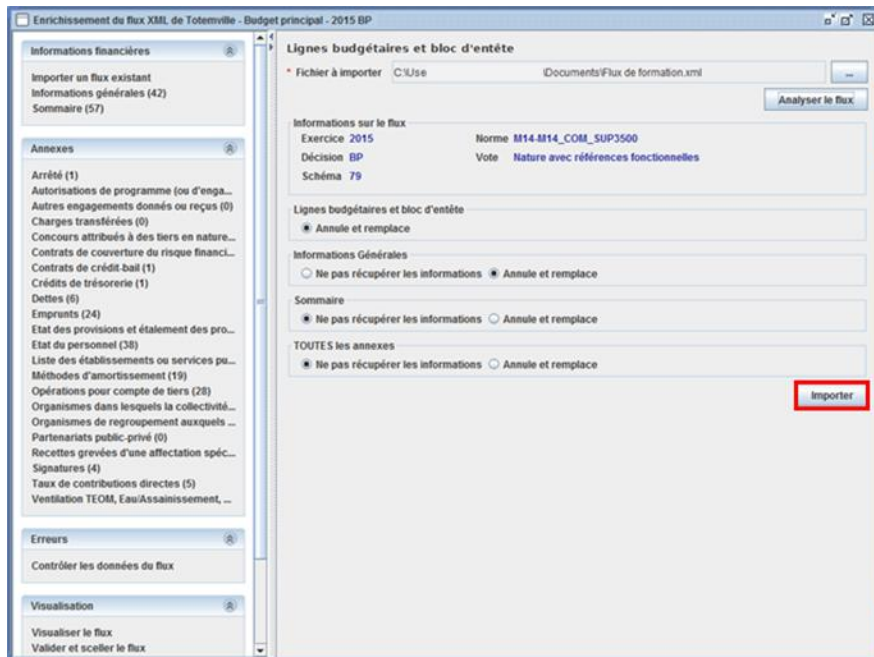 Enrichissement du flux XML de Totemville - Budget principal - 2015 BP
Informations financières
Importer un flux existant
Informations générales (42)
Sommaire (57)
Annexes
Arrêté (1)
Autorisations de programme (ou d'enga...
Autres engagements donnés ou reçus (0)
Charges transférées (0)
Concours attribués à des tiers en nature...
Contrats de couverture du risque financi...
Contrats de crédit-bail (1)
Crédits de trésorerie (1)
Dettes (6)
Emprunts (24)
Etat des provisions et étalement des pro...
Etat du personnel (38)
Liste des établissements ou services pu...
Méthodes d'amortissement (19)
Opérations pour compte de tiers (28)
Organismes dans lesquels la collectivité...
Organismes de regroupement auxquels ...
Partenariats public-privé (0)
Recettes grevées d'une affectation spéc...
Signatures (4)
Taux de contributions directes (5)
Ventilation TEOM, Eau/Assainissement, ...
Erreurs
Contrôler les données du flux
Visualisation
Visualiser le flux
Valider et sceller le flux
Lignes budgétaires et bloc d'entête
* Fichier à importer C:\Use \Documents\Flux de formation.xml ...
Analyser le flux
Informations sur le flux
Exercice 2015 Norme M14-M14_COM_SUP3500
Décision BP Vote Nature avec références fonctionnelles
Schéma 79
Lignes budgétaires et bloc d'entête
Annule et remplace
Informations Générales
Ne pas récupérer les informations Annule et remplace
Sommaire
Ne pas récupérer les informations Annule et remplace
TOUTES les annexes
Ne pas récupérer les informations Annule et remplace
Importer